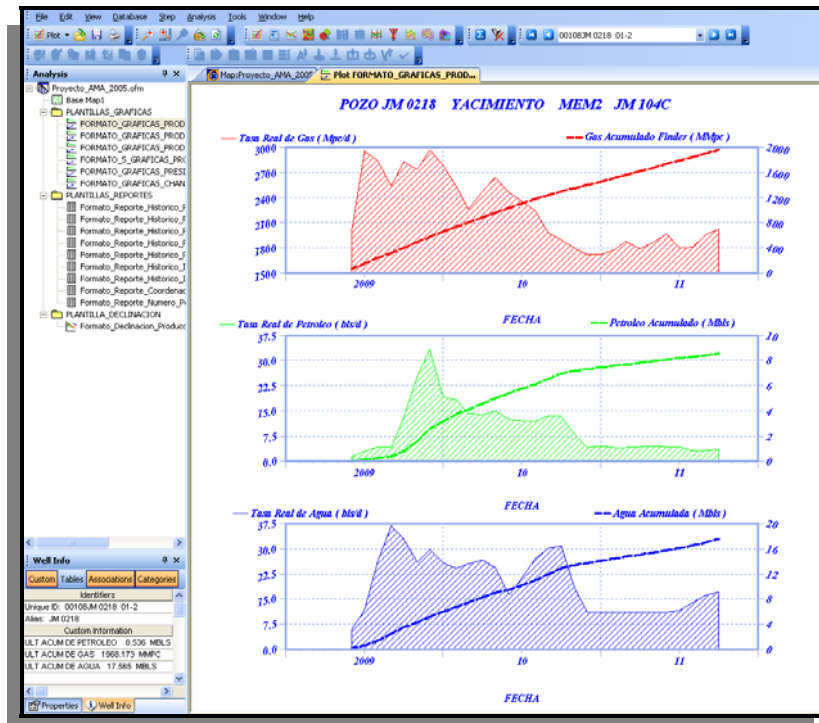 File Edit View Database Step Analysis Tools Window Help
Plot
00108JM 0218 01-2
Analysis
Map:Proyecto_AMA_2005
Plot FORMATO_GRAFICAS_PROD...
Proyecto_AMA_2005.ofm
Base Map1
PLANTILLAS_GRAFICAS
FORMATO_GRAFICAS_PROD
FORMATO_GRAFICAS_PROD
FORMATO_GRAFICAS_PROD
FORMATO_5_GRAFICAS_PRO
FORMATO_GRAFICAS_PRESI
FORMATO_GRAFICAS_CHAN
PLANTILLAS_REPORTES
Formato_Reporte_Historico_F
Formato_Reporte_Historico_F
Formato_Reporte_Historico_F
Formato_Reporte_Historico_F
Formato_Reporte_Historico_F
Formato_Reporte_Historico_I
Formato_Reporte_Historico_I
Formato_Reporte_Coordenac
Formato_Reporte_Numero_P
PLANTILLA_DECLINACION
Formato_Declinacion_Produc
Well Info
Custom Tables Associations Categories
Identifiers
Unique ID: 00108JM 0218 01-2
Alias: JM 0218
Custom Information
ULT ACUM DE PETROLEO 8.536 MBLS
ULT ACUM DE GAS 1968.173 MMPC
ULT ACUM DE AGUA 17.565 MBLS
Properties Well Info
POZO JM 0218 YACIMIENTO MEM2 JM 104C
Tasa Real de Gas ( Mpc/d )
Gas Acumulado Finder ( MMpc )
3000 2000
2700 1600
2400 1200
2100 800
1800 400
1500 0
2009 10 11
FECHA
Tasa Real de Petroleo ( bls/d )
Petroleo Acumulado ( Mbls )
37.5 10
30.0 8
22.5 6
15.0 4
7.5 2
0.0 0
2009 10 11
FECHA
Tasa Real de Agua ( bls/d )
Agua Acumulada ( Mbls )
37.5 20
30.0 16
22.5 12
15.0 8
7.5 4
0.0 0
2009 10 11
FECHA